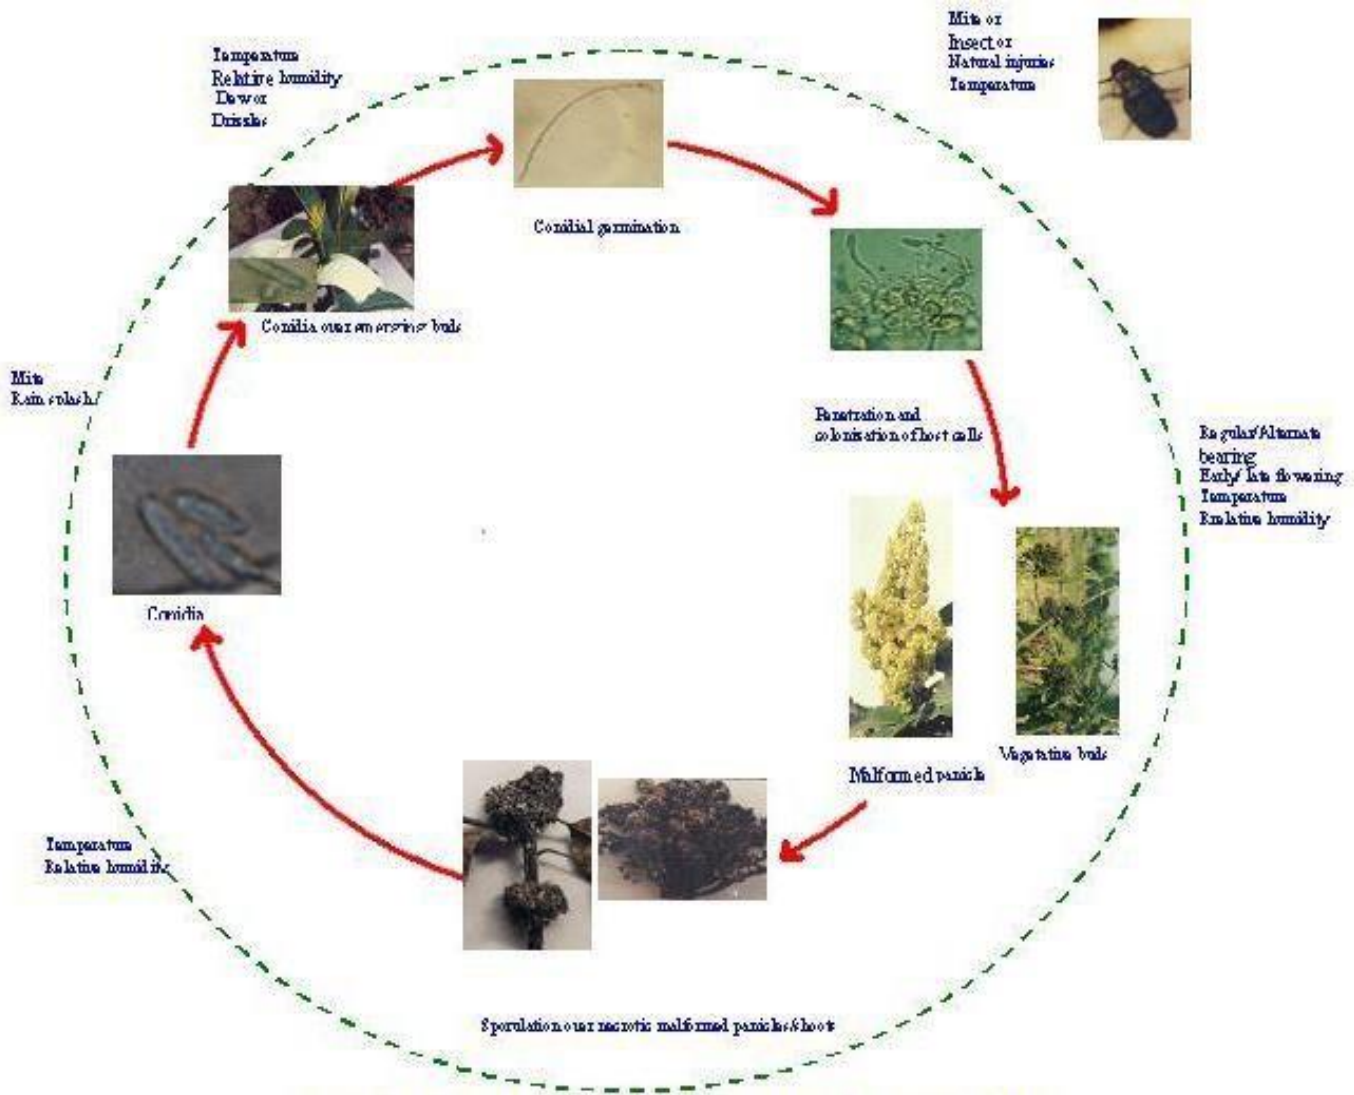 Temperature
Relative humidity
Dew or
Drizzles
Mite or
Insect or
Natural injuries
Temperature
Conidial germination
Conidia over emerging buds
Mite
Rain splash
Penetration and
colonisation of host cells
Regular/Alternate
bearing
Early/ late flowering
Temperature
Rrelative humidity
Conidia
Vegetative buds
Malformed panicle
Temperature
Relative humidity
Sporulation over necrotic malformed panicles/shoots